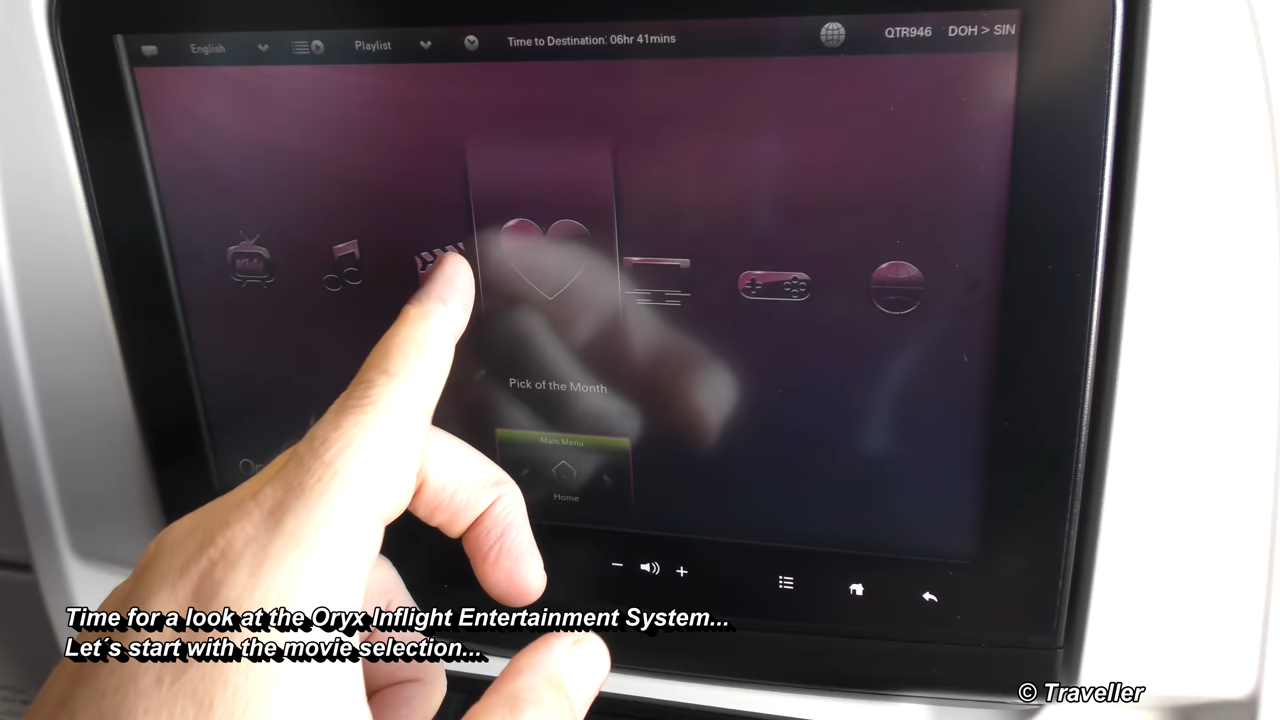 English
Playlist
Time to Destination: 06hr 41mins
QTR946 DOH > SIN
Kids
Pick of the Month
Main Menu
Home
Time for a look at the Oryx Inflight Entertainment System...
Let´s start with the movie selection...
© Traveller